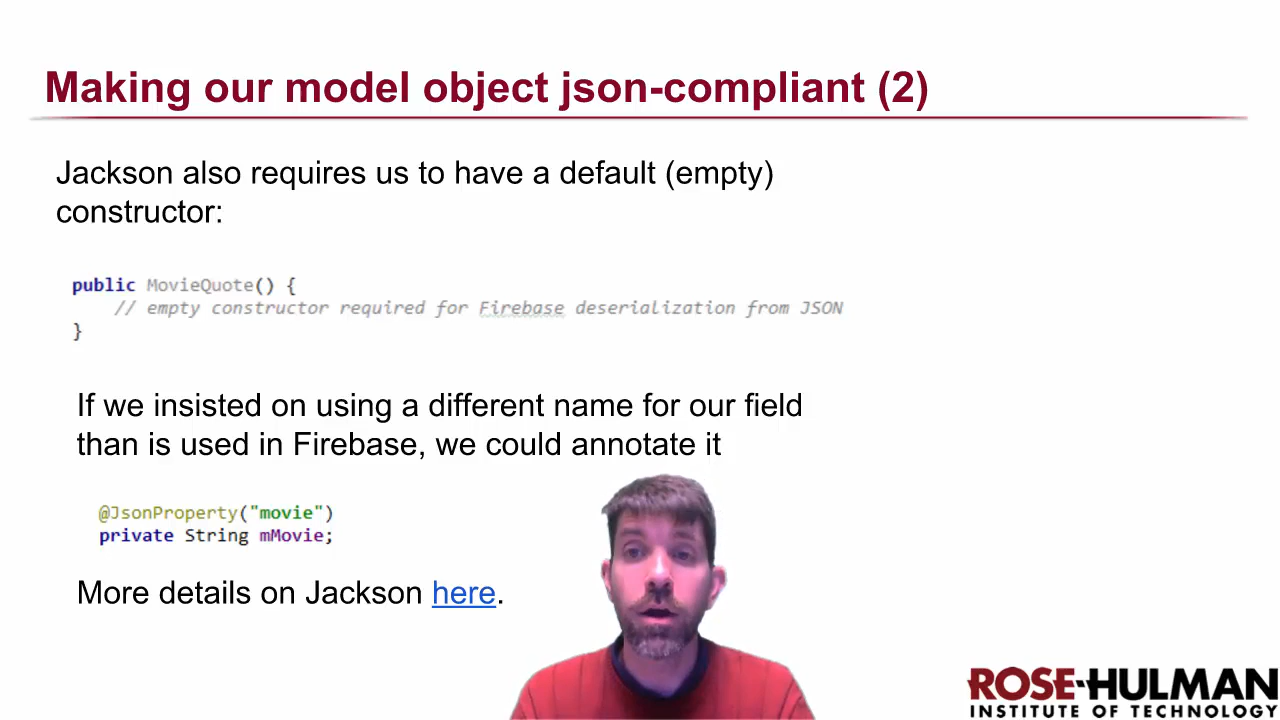 Making our model object json-compliant (2)
Jackson also requires us to have a default (empty)
constructor:
public MovieQuote() {
// empty constructor required for Firebase deserialization from JSON
}
If we insisted on using a different name for our field
than is used in Firebase, we could annotate it
@JsonProperty("movie")
private String mMovie;
More details on Jackson here.
ROSE-HULMAN
INSTITUTE OF TECHNOLOGY